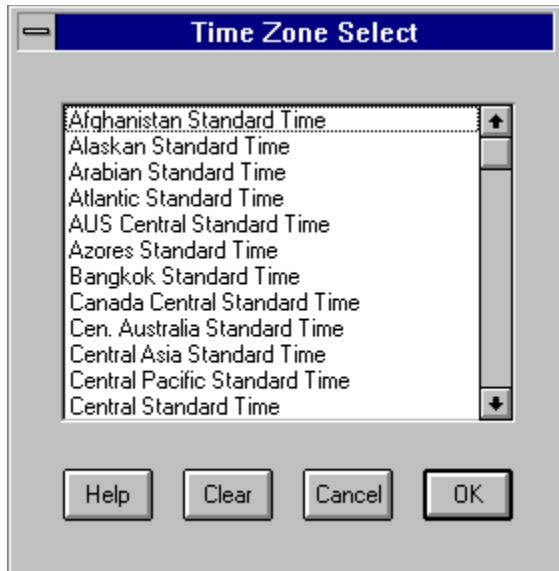 Time Zone Select
Afghanistan Standard Time
Alaskan Standard Time
Arabian Standard Time
Atlantic Standard Time
AUS Central Standard Time
Azores Standard Time
Bangkok Standard Time
Canada Central Standard Time
Cen. Australia Standard Time
Central Asia Standard Time
Central Pacific Standard Time
Central Standard Time
Help Clear Cancel OK